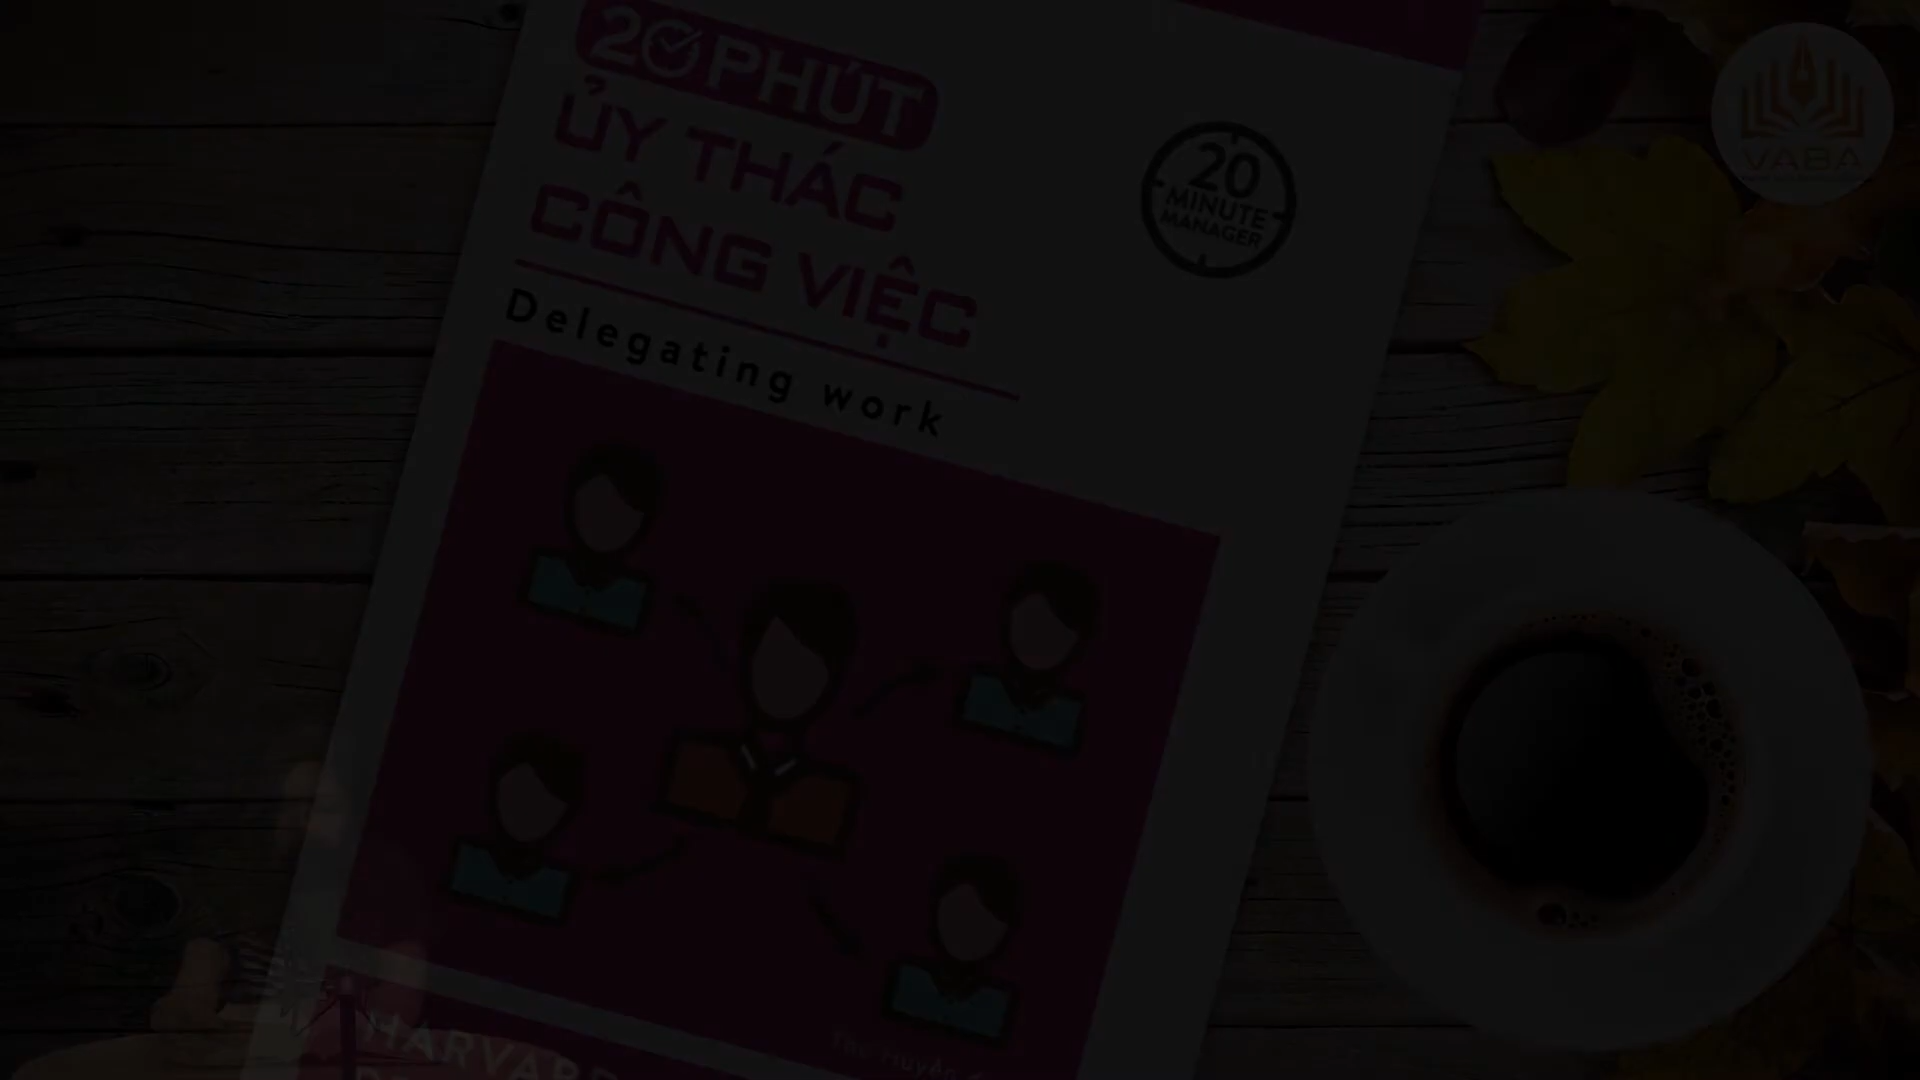 20 PHÚT
ỦY THÁC
CÔNG VIỆC
Delegating work
20
MINUTE
MANAGER
VABA
HARVARD